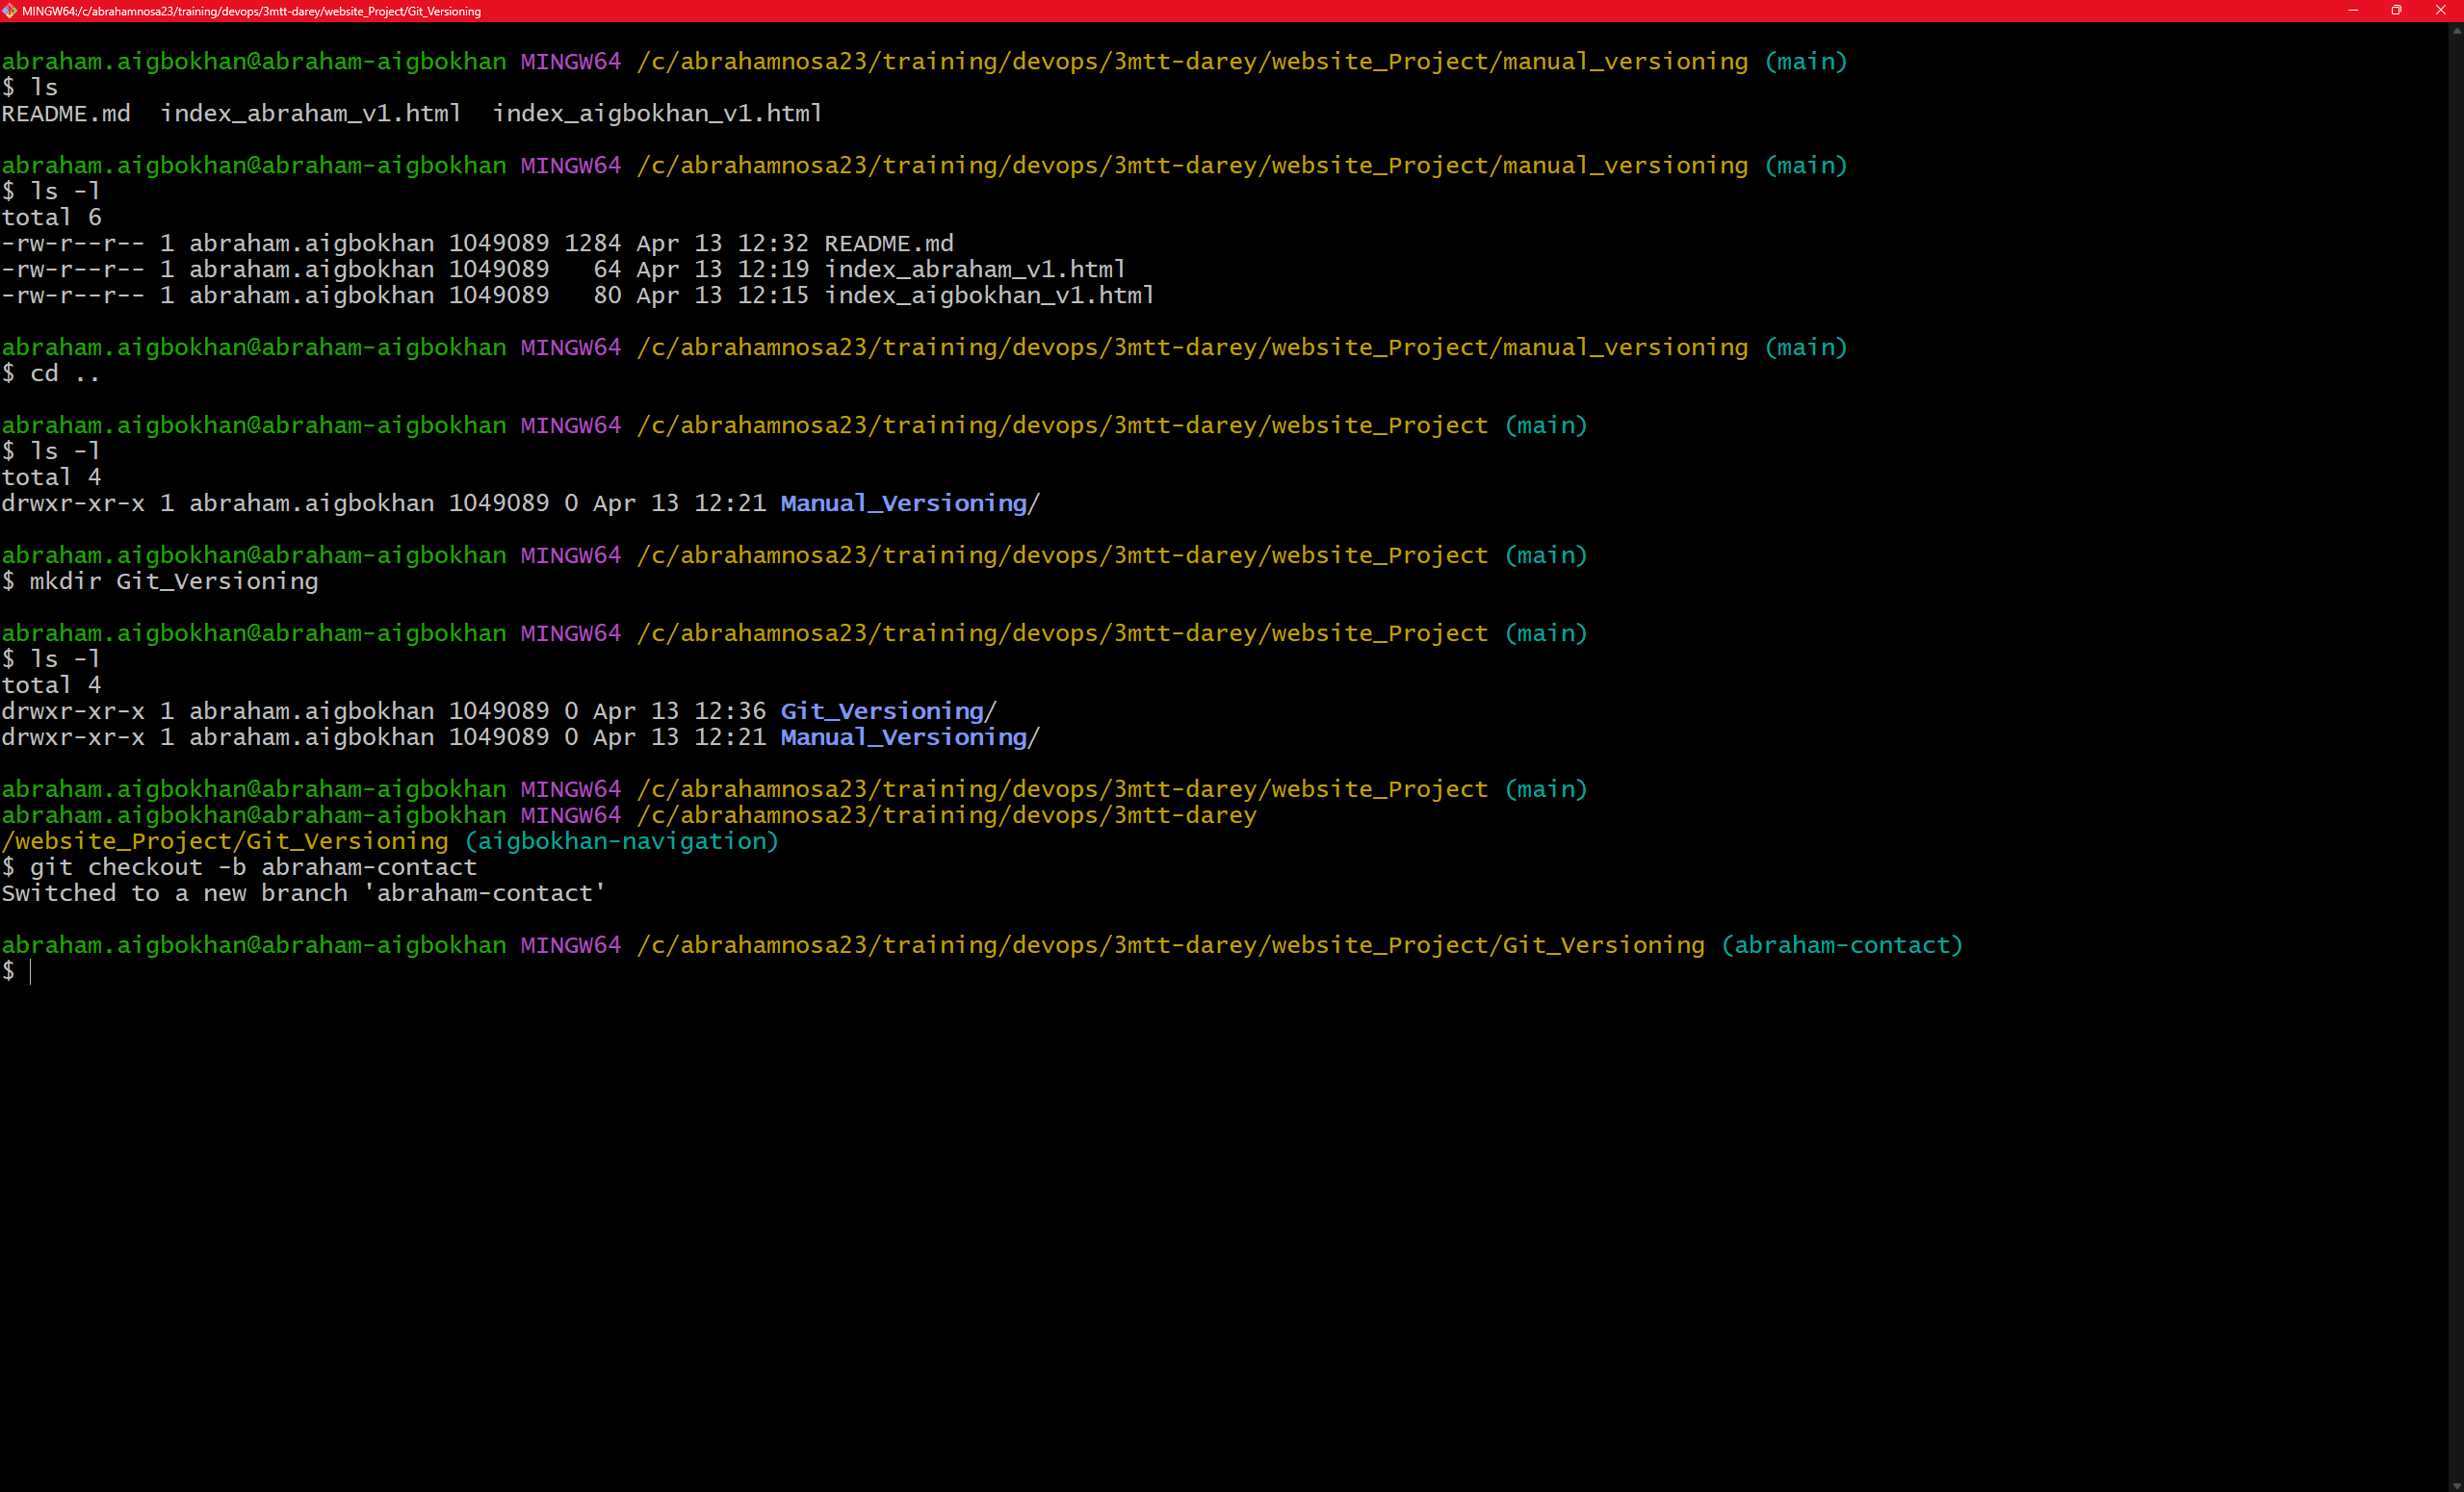 MINGW64:/c/abrahamnosa23/training/devops/3mtt-darey/website_Project/Git_Versioning
abraham.aigbokhan@abraham-aigbokhan MINGW64 /c/abrahamnosa23/training/devops/3mtt-darey/website_Project/manual_versioning (main)
$ ls
README.md  index_abraham_v1.html  index_aigbokhan_v1.html
abraham.aigbokhan@abraham-aigbokhan MINGW64 /c/abrahamnosa23/training/devops/3mtt-darey/website_Project/manual_versioning (main)
$ ls -l
total 6
-rw-r--r-- 1 abraham.aigbokhan 1049089 1284 Apr 13 12:32 README.md
-rw-r--r-- 1 abraham.aigbokhan 1049089   64 Apr 13 12:19 index_abraham_v1.html
-rw-r--r-- 1 abraham.aigbokhan 1049089   80 Apr 13 12:15 index_aigbokhan_v1.html
abraham.aigbokhan@abraham-aigbokhan MINGW64 /c/abrahamnosa23/training/devops/3mtt-darey/website_Project/manual_versioning (main)
$ cd ..
abraham.aigbokhan@abraham-aigbokhan MINGW64 /c/abrahamnosa23/training/devops/3mtt-darey/website_Project (main)
$ ls -l
total 4
drwxr-xr-x 1 abraham.aigbokhan 1049089 0 Apr 13 12:21 Manual_Versioning/
abraham.aigbokhan@abraham-aigbokhan MINGW64 /c/abrahamnosa23/training/devops/3mtt-darey/website_Project (main)
$ mkdir Git_Versioning
abraham.aigbokhan@abraham-aigbokhan MINGW64 /c/abrahamnosa23/training/devops/3mtt-darey/website_Project (main)
$ ls -l
total 4
drwxr-xr-x 1 abraham.aigbokhan 1049089 0 Apr 13 12:36 Git_Versioning/
drwxr-xr-x 1 abraham.aigbokhan 1049089 0 Apr 13 12:21 Manual_Versioning/
abraham.aigbokhan@abraham-aigbokhan MINGW64 /c/abrahamnosa23/training/devops/3mtt-darey/website_Project (main)
abraham.aigbokhan@abraham-aigbokhan MINGW64 /c/abrahamnosa23/training/devops/3mtt-darey
/website_Project/Git_Versioning (aigbokhan-navigation)
$ git checkout -b abraham-contact
Switched to a new branch 'abraham-contact'
abraham.aigbokhan@abraham-aigbokhan MINGW64 /c/abrahamnosa23/training/devops/3mtt-darey/website_Project/Git_Versioning (abraham-contact)
$